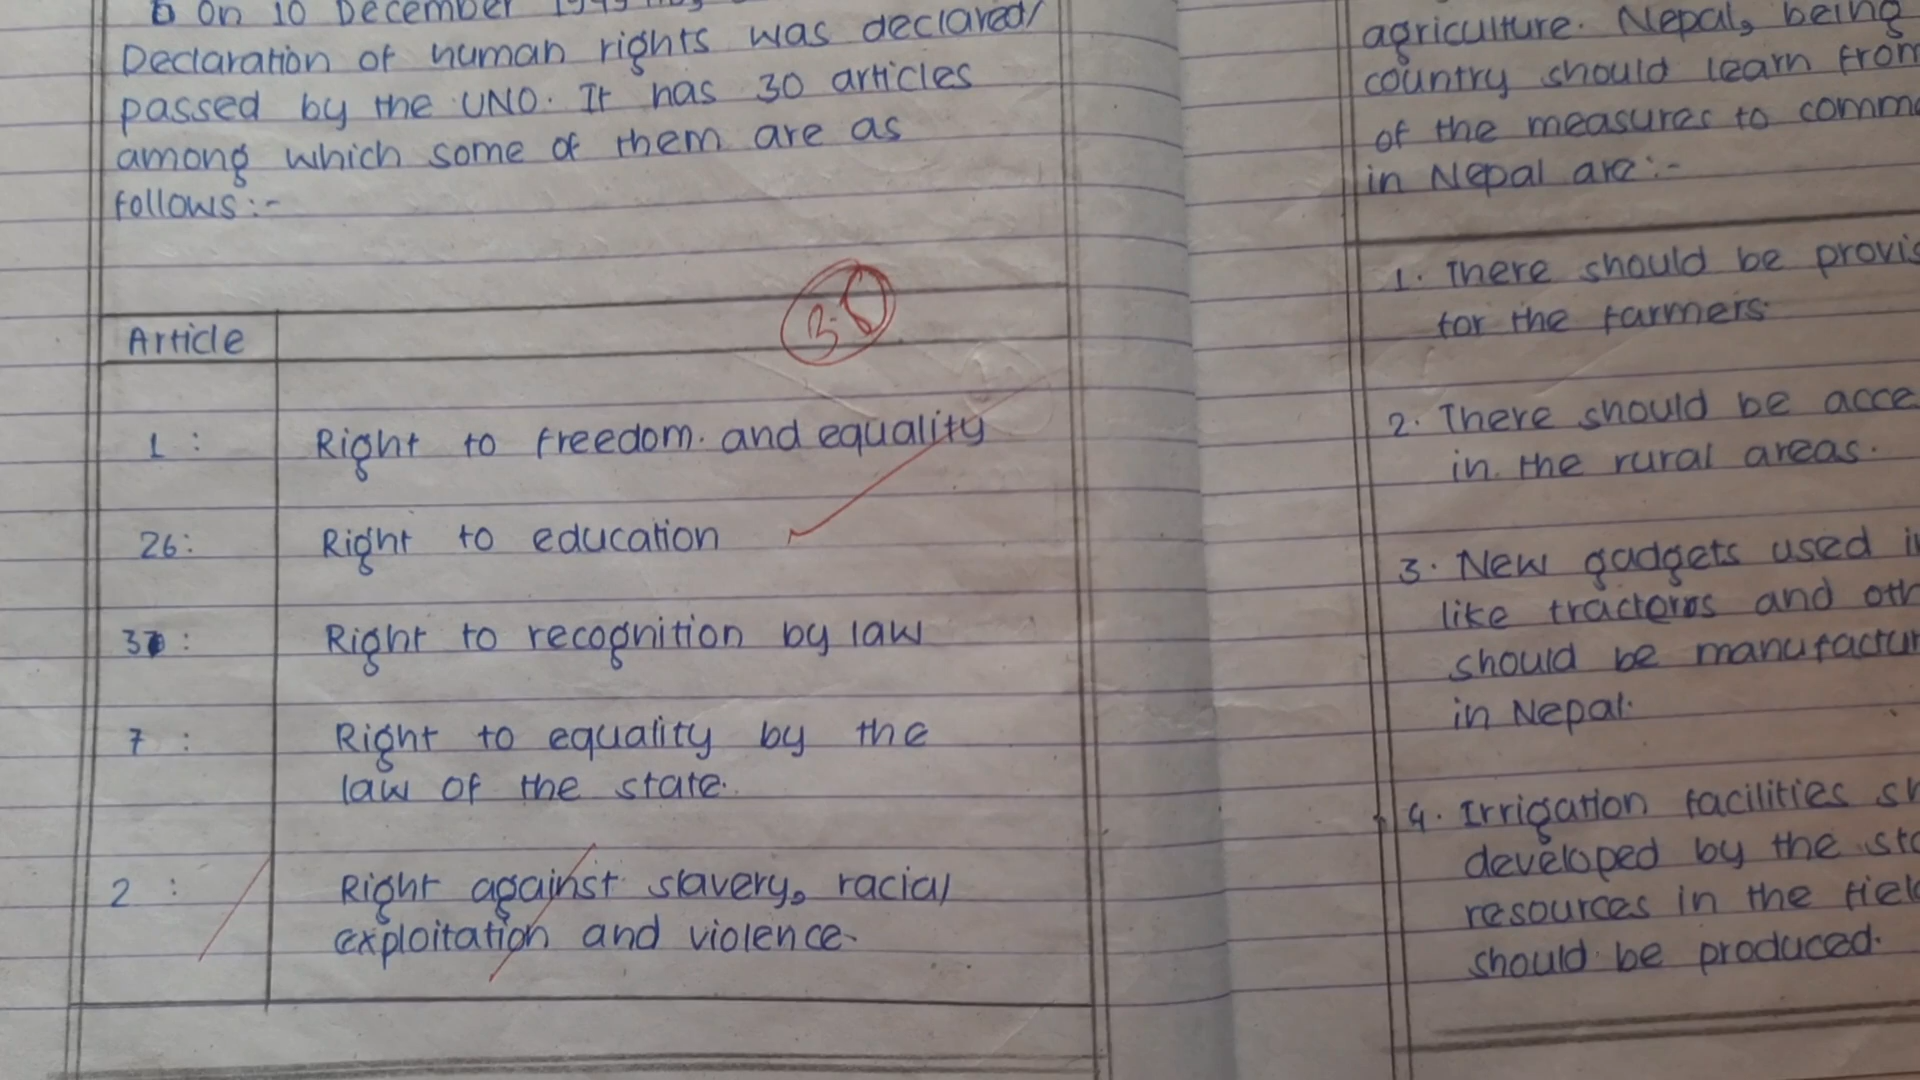 On 10 December
Declaration of human rights was declared/
passed by the UNO. It has 30 articles
among which some of them are as
follows:-
Article
1 : Right to freedom. and equality
26: Right to education
: Right to recognition by law
7 : Right to equality by the
law of the state.
2 : Right against slavery, racial
exploitation and violence.
agriculture. Nepal, being
country should learn from
of the measures to
in Nepal are:-
1. There should be
for the farmers.
2. There should be
in. the rural areas.
3. New gadgets used
like and
should be
in Nepal.
4. Irrigation facilities
developed by the
resources in the
should be produced.